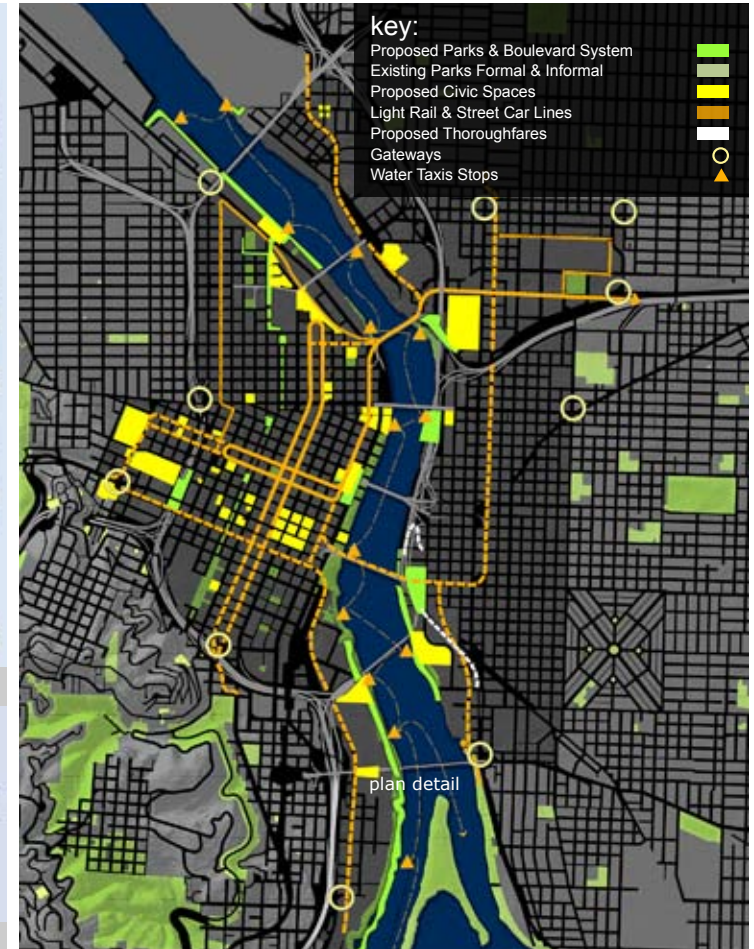 key:
Proposed Parks & Boulevard System
Existing Parks Formal & Informal
Proposed Civic Spaces
Light Rail & Street Car Lines
Proposed Thoroughfares
Gateways
Water Taxis Stops
plan detail